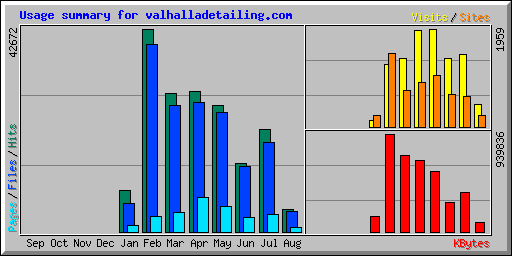 Usage summary for valhalladetailing.com
Visits/Sites
42672
1959
Pages/Files/Hits
939836
Sep Oct Nov Dec Jan Feb Mar Apr May Jun Jul Aug
KBytes